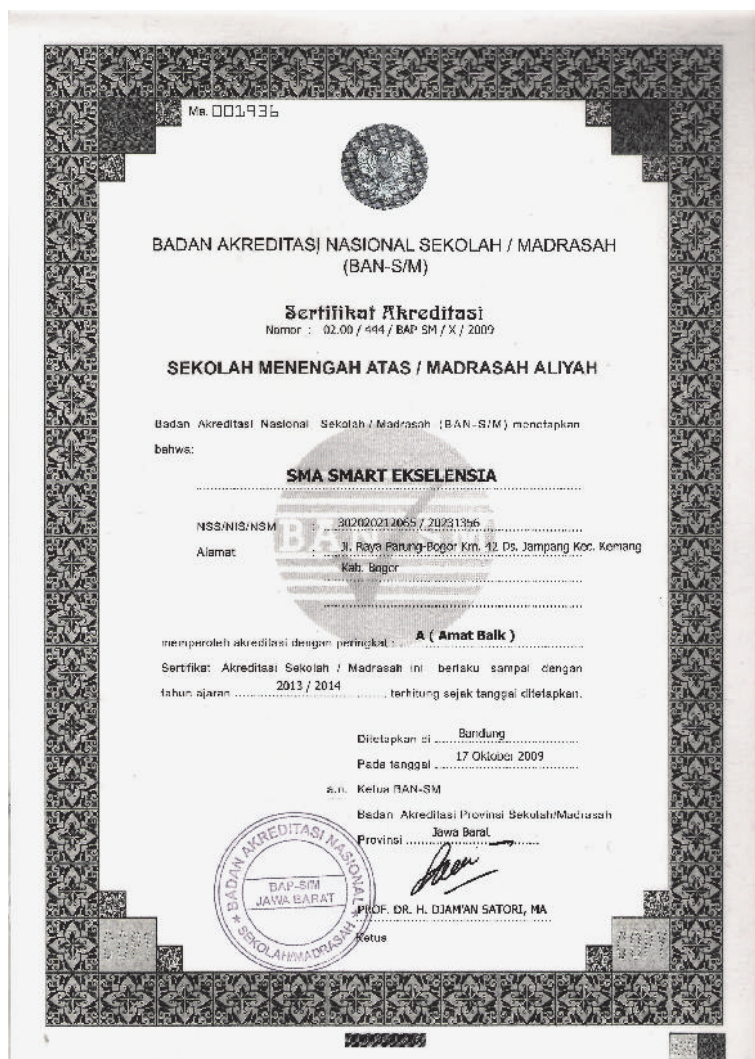 Ma. 001936
BADAN AKREDITASI NASIONAL SEKOLAH / MADRASAH
(BAN-S/M)
Sertifikat Akreditasi
Nomor : 02.00 / 444 / BAP SM / X / 2009
SEKOLAH MENENGAH ATAS / MADRASAH ALIYAH
Badan Akreditasi Nasional Sekolah / Madrasah (BAN-S/M) menetapkan
bahwa:
SMA SMART EKSELENSIA
NSS/NIS/NSM : 302020212065 / 20231356
Alamat : Jl. Raya Parung-Bogor Km. 42 Ds. Jampang Kec. Kemang
Kab. Bogor
BAN-SM
memperoleh akreditasi dengan peringkat : A ( Amat Baik )
Sertifikat Akreditasi Sekolah / Madrasah ini berlaku sampai dengan
tahun ajaran 2013 / 2014 terhitung sejak tanggal ditetapkan.
Ditetapkan di Bandung
Pada tanggal 17 Oktober 2009
a.n. Ketua BAN-SM
Badan Akreditasi Provinsi Sekolah/Madrasah
Provinsi Jawa Barat
BADAN AKREDITASI NASIONAL
BAP-S/M
JAWA BARAT
SEKOLAH/MADRASAH
PROF. DR. H. DJAM'AN SATORI, MA
Ketua